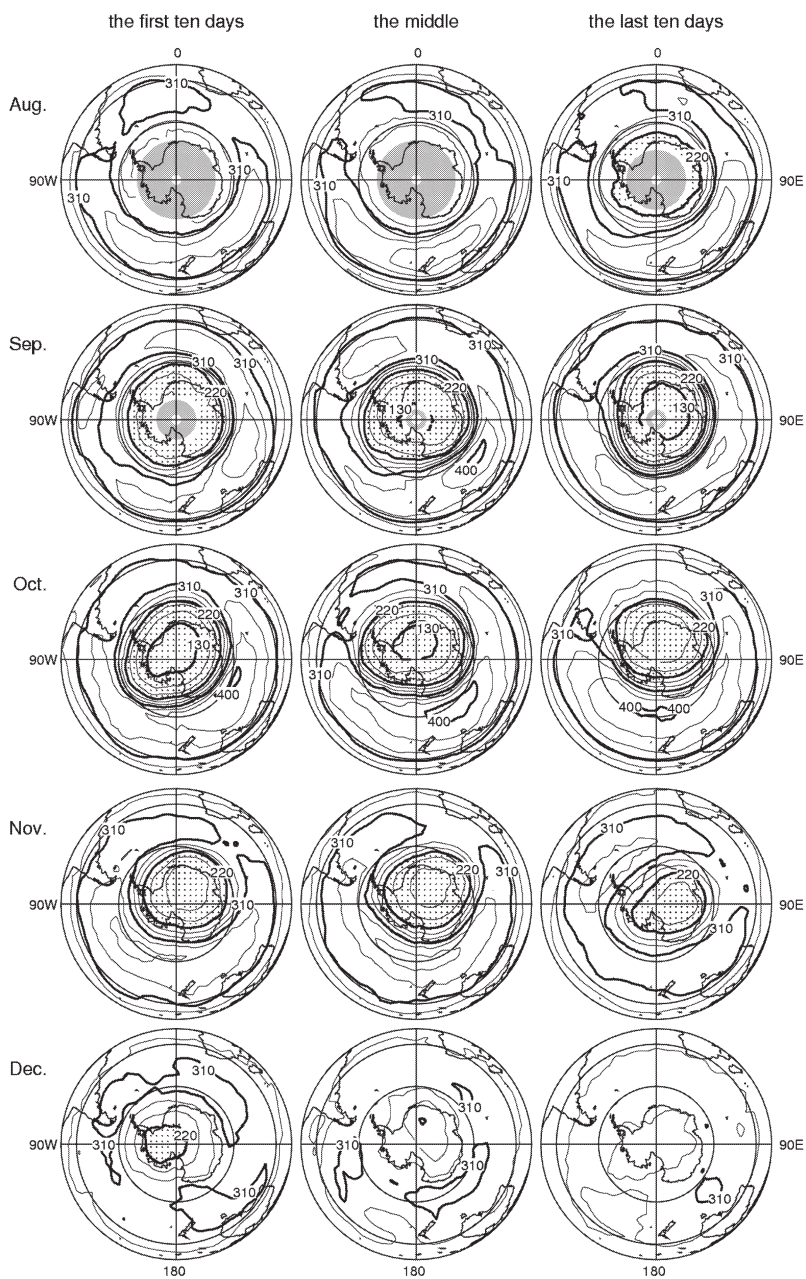 the first ten days the middle the last ten days
0 0 0
Aug.
310 310 310
310 220
90W 310 310 310 90E
Sep.
310 310 310 310 310 310
220 220 220
130 130
90W 400 90E
Oct.
310 310 310 310
220 220 310 220
130 130
90W 310 90E
400 400 400 400
Nov.
310 310 310
220 220 310 220
90W 310 310 90E
Dec.
310 310
90W 310 220 310 90E
310 310 310
180 180 180